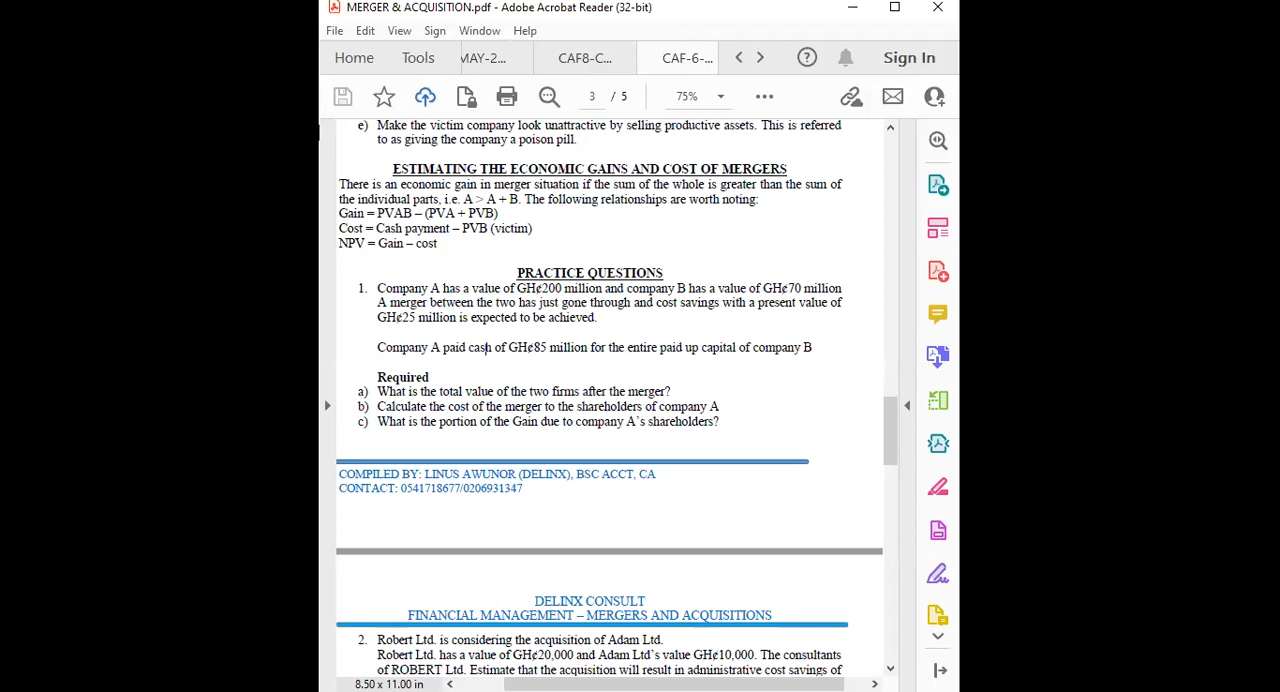 MERGER & ACQUISITION.pdf - Adobe Acrobat Reader (32-bit)
File Edit View Sign Window Help
Home Tools MAY-2... CAF8-C... CAF-6-... Sign In
3 / 5 75%
e) Make the victim company look unattractive by selling productive assets. This is referred
to as giving the company a poison pill.
ESTIMATING THE ECONOMIC GAINS AND COST OF MERGERS
There is an economic gain in merger situation if the sum of the whole is greater than the sum of
the individual parts, i.e. A > A + B. The following relationships are worth noting:
Gain = PVAB – (PVA + PVB)
Cost = Cash payment – PVB (victim)
NPV = Gain – cost
PRACTICE QUESTIONS
1. Company A has a value of GH¢200 million and company B has a value of GH¢70 million
A merger between the two has just gone through and cost savings with a present value of
GH¢25 million is expected to be achieved.
Company A paid cash of GH¢85 million for the entire paid up capital of company B
Required
a) What is the total value of the two firms after the merger?
b) Calculate the cost of the merger to the shareholders of company A
c) What is the portion of the Gain due to company A's shareholders?
COMPILED BY: LINUS AWUNOR (DELINX), BSC ACCT, CA
CONTACT: 0541718677/0206931347
DELINX CONSULT
FINANCIAL MANAGEMENT – MERGERS AND ACQUISITIONS
2. Robert Ltd. is considering the acquisition of Adam Ltd.
Robert Ltd. has a value of GH¢20,000 and Adam Ltd's value GH¢10,000. The consultants
of ROBERT Ltd. Estimate that the acquisition will result in administrative cost savings of
8.50 x 11.00 in